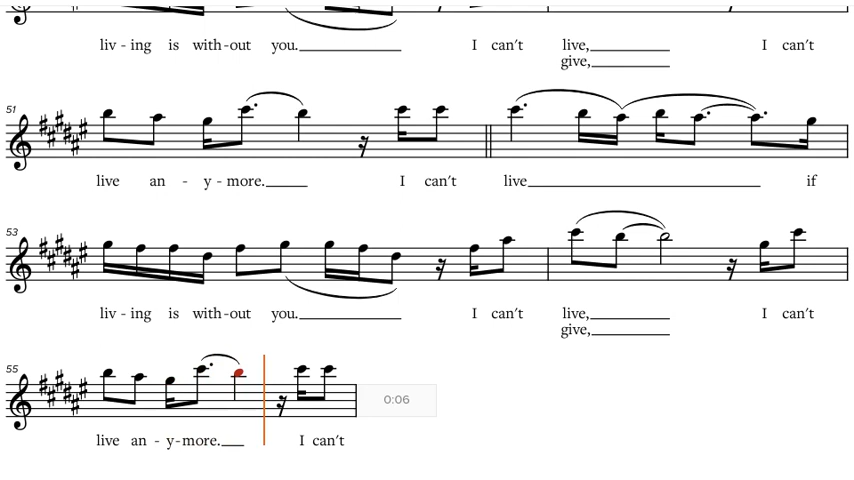 liv - ing is with - out you. I can't live, I can't
give,
51
live an - y - more. I can't live if
53
liv - ing is with - out you. I can't live, I can't
give,
55
live an - y - more. I can't
0:06